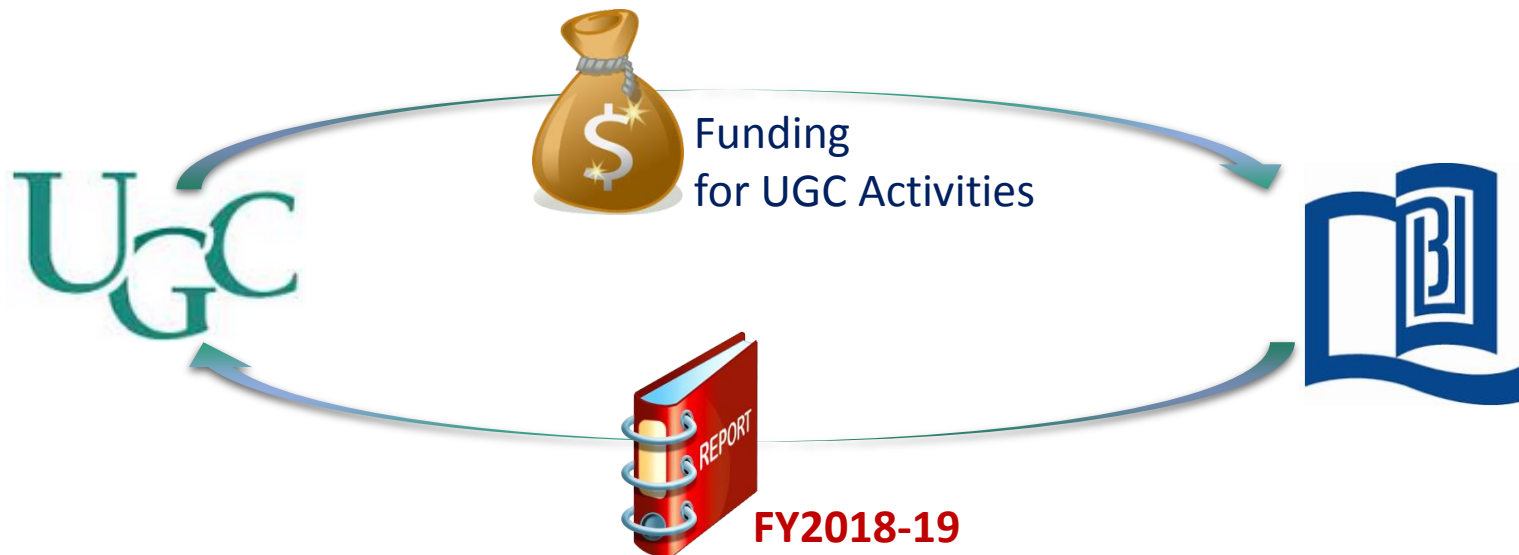 $
Funding
for UGC Activities
UGC
REPORT
FY2018-19